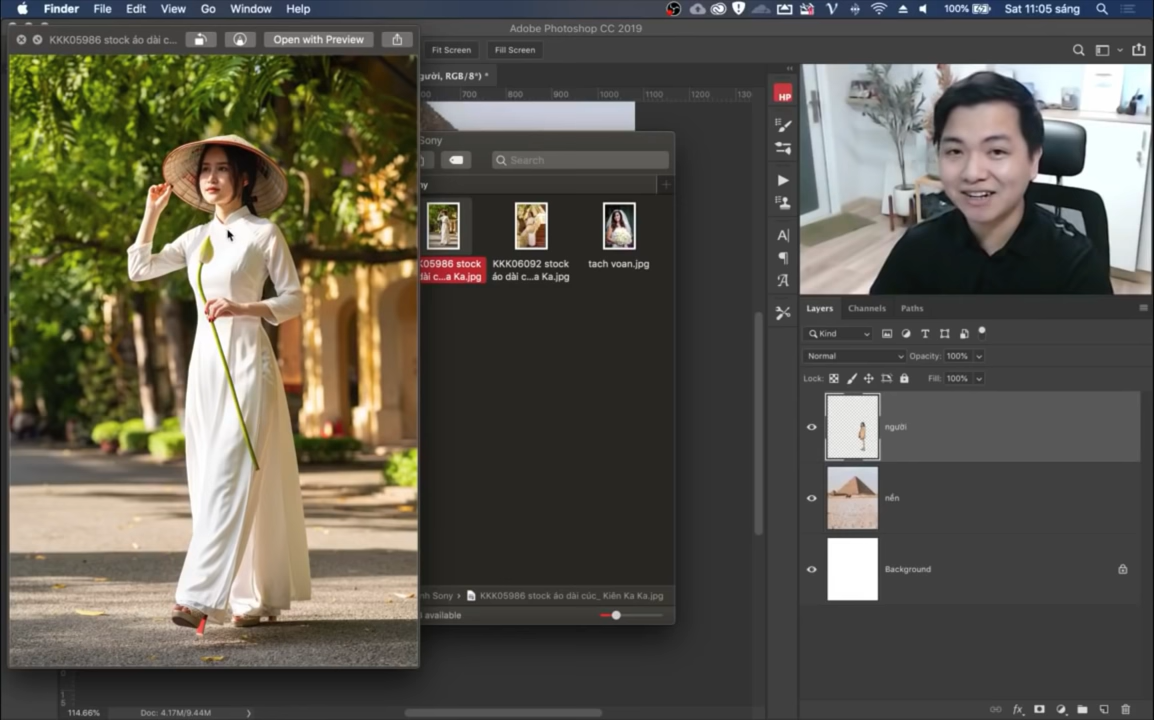 Finder File Edit View Go Window Help
100% Sat 11:05 sáng
Adobe Photoshop CC 2019
KKK05986 stock áo dài c...
Open with Preview
Fit Screen Fill Screen
gười, RGB/8*) *
700 800 900 1000 1100 1200 130
Sony
Search
K05986 stock
dài c...a Ka.jpg
KKK06092 stock
áo dài c...a Ka.jpg
tach voan.jpg
nh Sony › KKK05986 stock áo dài cúc_ Kiên Ka Ka.jpg
available
114.66% Doc: 4.17M/9.44M
HP
Layers Channels Paths
Kind
Normal Opacity: 100%
Lock: Fill: 100%
người
nền
Background
fx